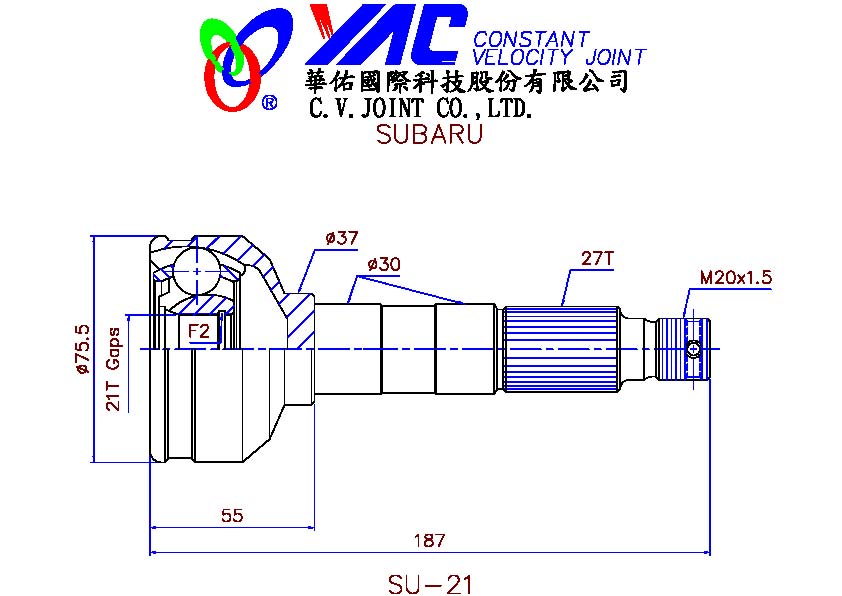 YAC CONSTANT
VELOCITY JOINT
®
華佑國際科技股份有限公司
C.V.JOINT CO.,LTD.
SUBARU
ø37
ø30
27T
M20x1.5
F2
ø75.5
21T Gaps
55
187
SU-21